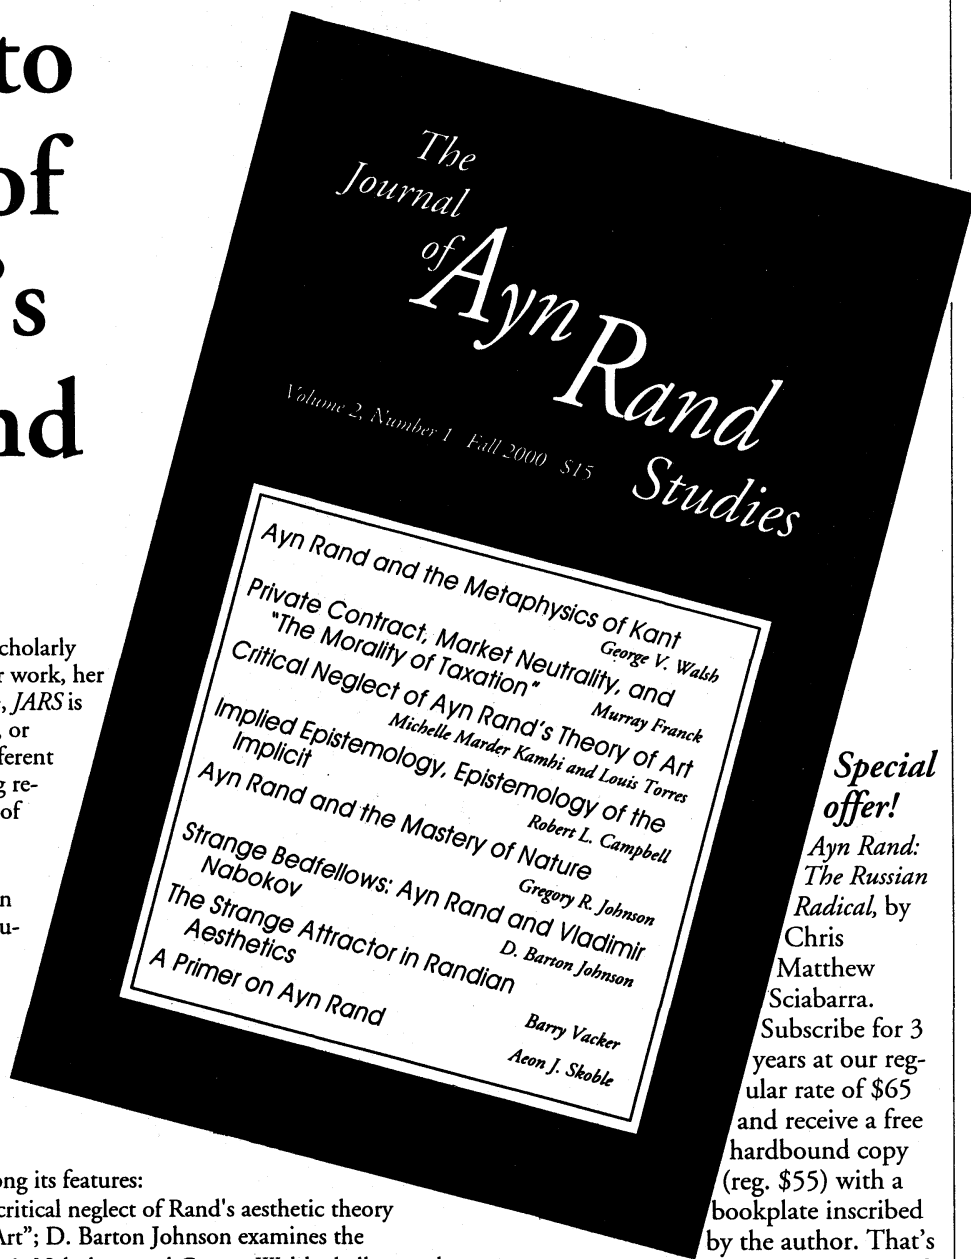 to
of
's
nd
The
Journal
of Ayn Rand
Studies
Volume 2, Number 1 Fall 2000 $15
Ayn Rand and the Metaphysics of Kant
George V. Walsh
Private Contract, Market Neutrality, and
"The Morality of Taxation"
Murray Franck
Critical Neglect of Ayn Rand's Theory of Art
Michelle Marder Kamhi and Louis Torres
Implied Epistemology, Epistemology of the
Implicit
Robert L. Campbell
Ayn Rand and the Mastery of Nature
Gregory R. Johnson
Strange Bedfellows: Ayn Rand and Vladimir
Nabokov
D. Barton Johnson
The Strange Attractor in Randian
Aesthetics
Barry Vacker
A Primer on Ayn Rand
Aeon J. Skoble
cholarly
r work, her
, JARS is
, or
ferent
g re-
of
n
u-
Special
offer!
Ayn Rand:
The Russian
Radical, by
Chris
Matthew
Sciabarra.
Subscribe for 3
years at our reg-
ular rate of $65
and receive a free
hardbound copy
(reg. $55) with a
bookplate inscribed
by the author. That's
ong its features:
critical neglect of Rand's aesthetic theory
Art"; D. Barton Johnson examines the